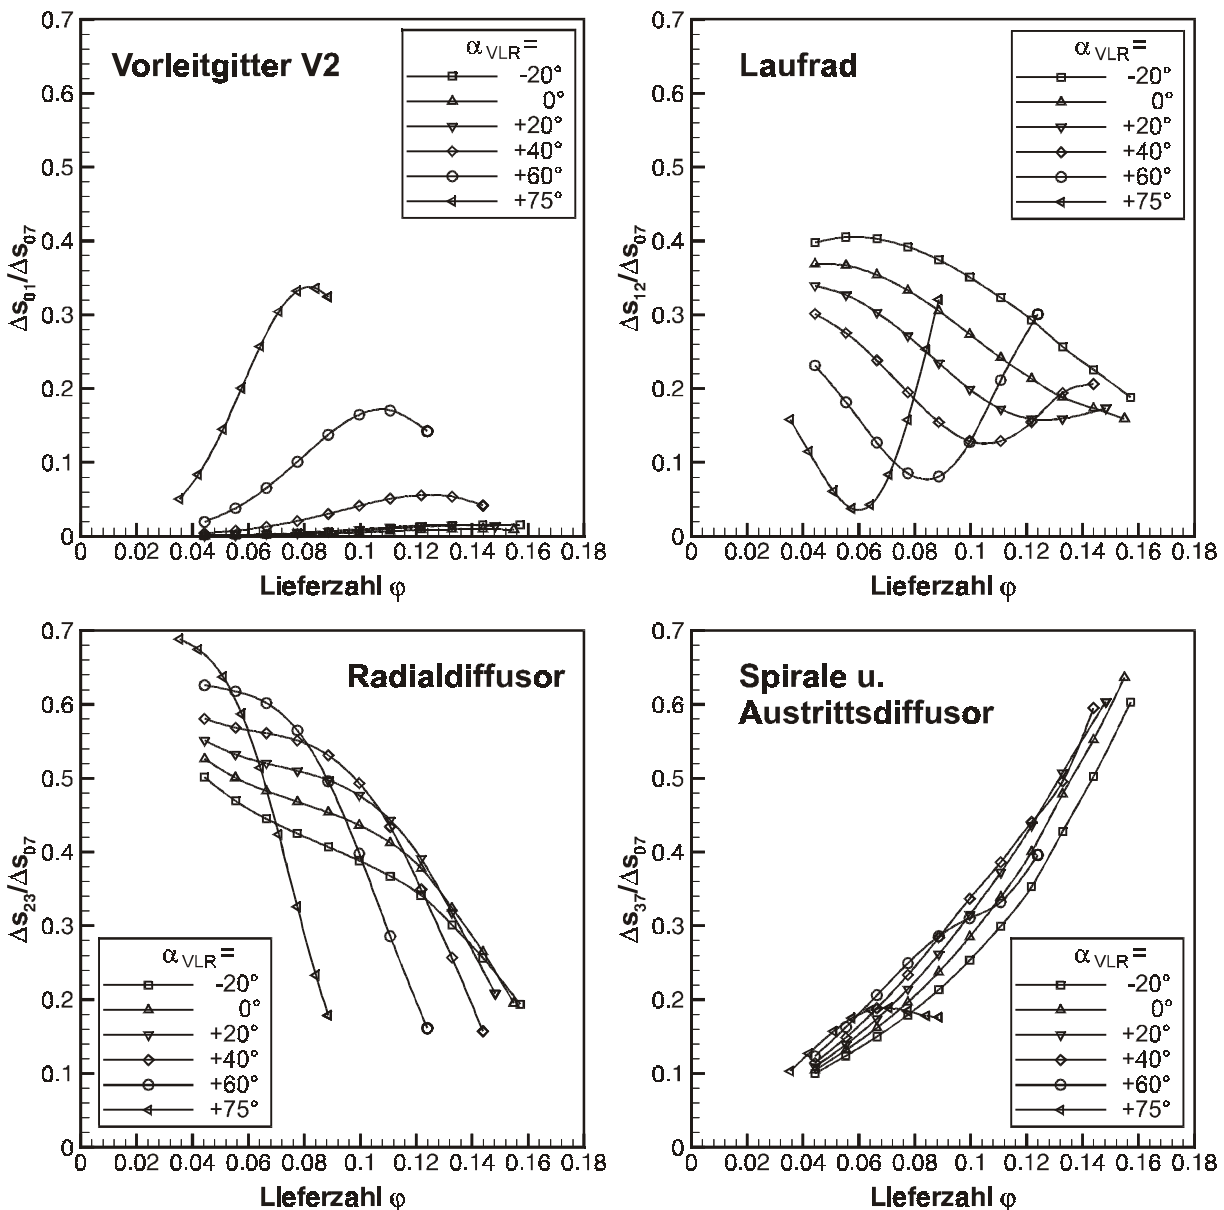 Vorleitgitter V2
α VLR =
-20°
0°
+20°
+40°
+60°
+75°
0.7
0.6
0.5
0.4
0.3
0.2
0.1
0
Δs01/Δs07
0 0.02 0.04 0.06 0.08 0.1 0.12 0.14 0.16 0.18
Lieferzahl φ
Laufrad
α VLR =
-20°
0°
+20°
+40°
+60°
+75°
0.7
0.6
0.5
0.4
0.3
0.2
0.1
0
Δs12/Δs07
0 0.02 0.04 0.06 0.08 0.1 0.12 0.14 0.16 0.18
Lieferzahl φ
Radialdiffusor
0.7
0.6
0.5
0.4
0.3
0.2
0.1
0
Δs23/Δs07
α VLR =
-20°
0°
+20°
+40°
+60°
+75°
0 0.02 0.04 0.06 0.08 0.1 0.12 0.14 0.16 0.18
Lieferzahl φ
Spirale u.
Austrittsdiffusor
0.7
0.6
0.5
0.4
0.3
0.2
0.1
0
Δs37/Δs07
α VLR =
-20°
0°
+20°
+40°
+60°
+75°
0 0.02 0.04 0.06 0.08 0.1 0.12 0.14 0.16 0.18
Lieferzahl φ